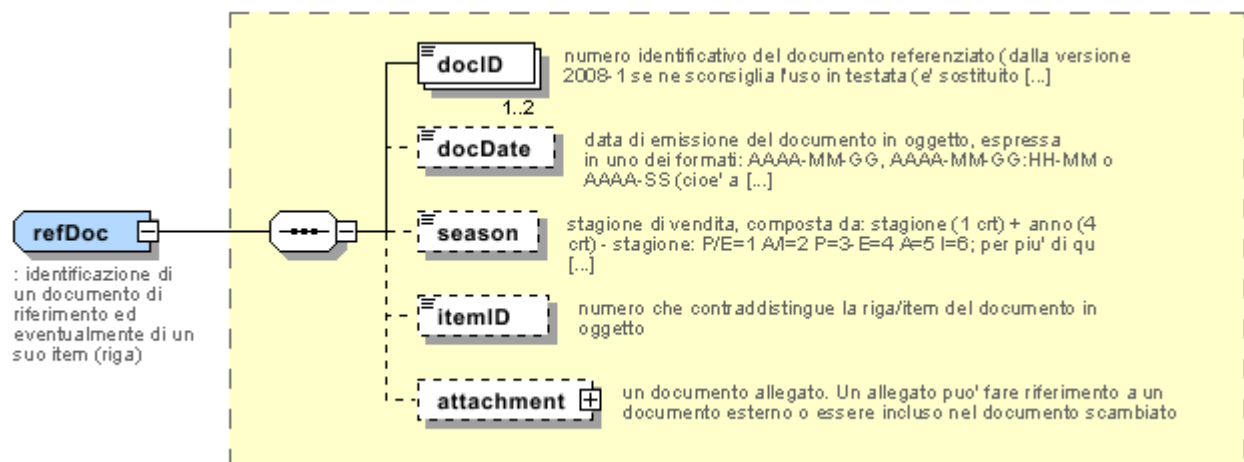 docID
1..2
numero identificativo del documento referenziato (dalla versione
2008-1 se ne sconsiglia l'uso in testata (e' sostituito [...]
docDate
data di emissione del documento in oggetto, espressa
in uno dei formati: AAAA-MM-GG, AAAA-MM-GG:HH-MM o
AAAA-SS (cioe' a [...]
refDoc
: identificazione di
un documento di
riferimento ed
eventualmente di un
suo item (riga)
season
stagione di vendita, composta da: stagione (1 crt) + anno (4
crt) - stagione: P/E=1 A/I=2 P=3- E=4 A=5 I=6; per piu' di qu
[...]
itemID
numero che contraddistingue la riga/item del documento in
oggetto
attachment
un documento allegato. Un allegato puo' fare riferimento a un
documento esterno o essere incluso nel documento scambiato